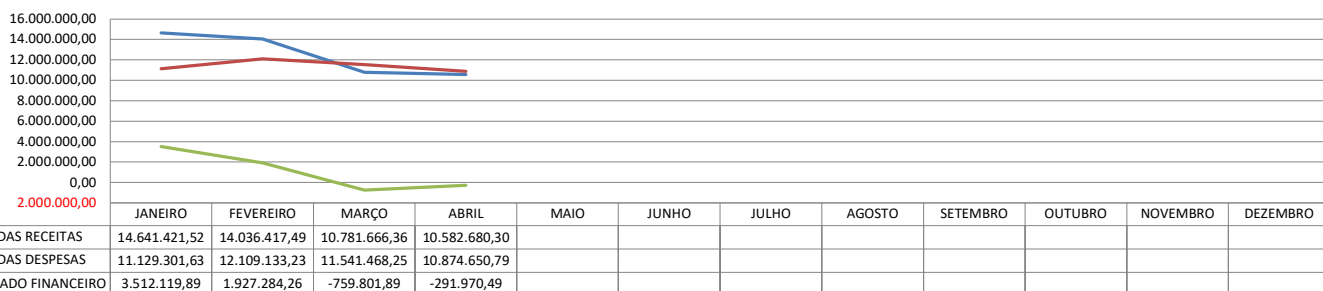 16.000.000,00
14.000.000,00
12.000.000,00
10.000.000,00
8.000.000,00
6.000.000,00
4.000.000,00
2.000.000,00
0,00
2.000.000,00
JANEIRO FEVEREIRO MARÇO ABRIL MAIO JUNHO JULHO AGOSTO SETEMBRO OUTUBRO NOVEMBRO DEZEMBRO
DAS RECEITAS 14.641.421,52 14.036.417,49 10.781.666,36 10.582.680,30
DAS DESPESAS 11.129.301,63 12.109.133,23 11.541.468,25 10.874.650,79
ADO FINANCEIRO 3.512.119,89 1.927.284,26 -759.801,89 -291.970,49